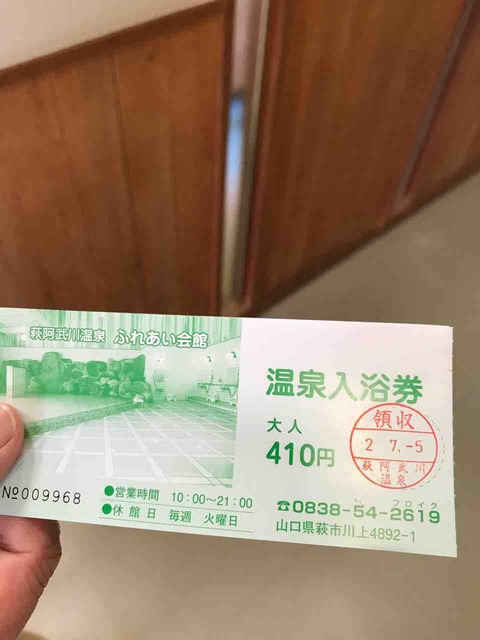 萩阿武川温泉 ふれあい会館
温泉入浴券
大人
410円
領収
2 7.-5
萩阿武川
温泉
№009968
●営業時間 10:00〜21:00
●休館日 毎週 火曜日
フロイク
☎0838-54-2619
山口県萩市川上4892-1